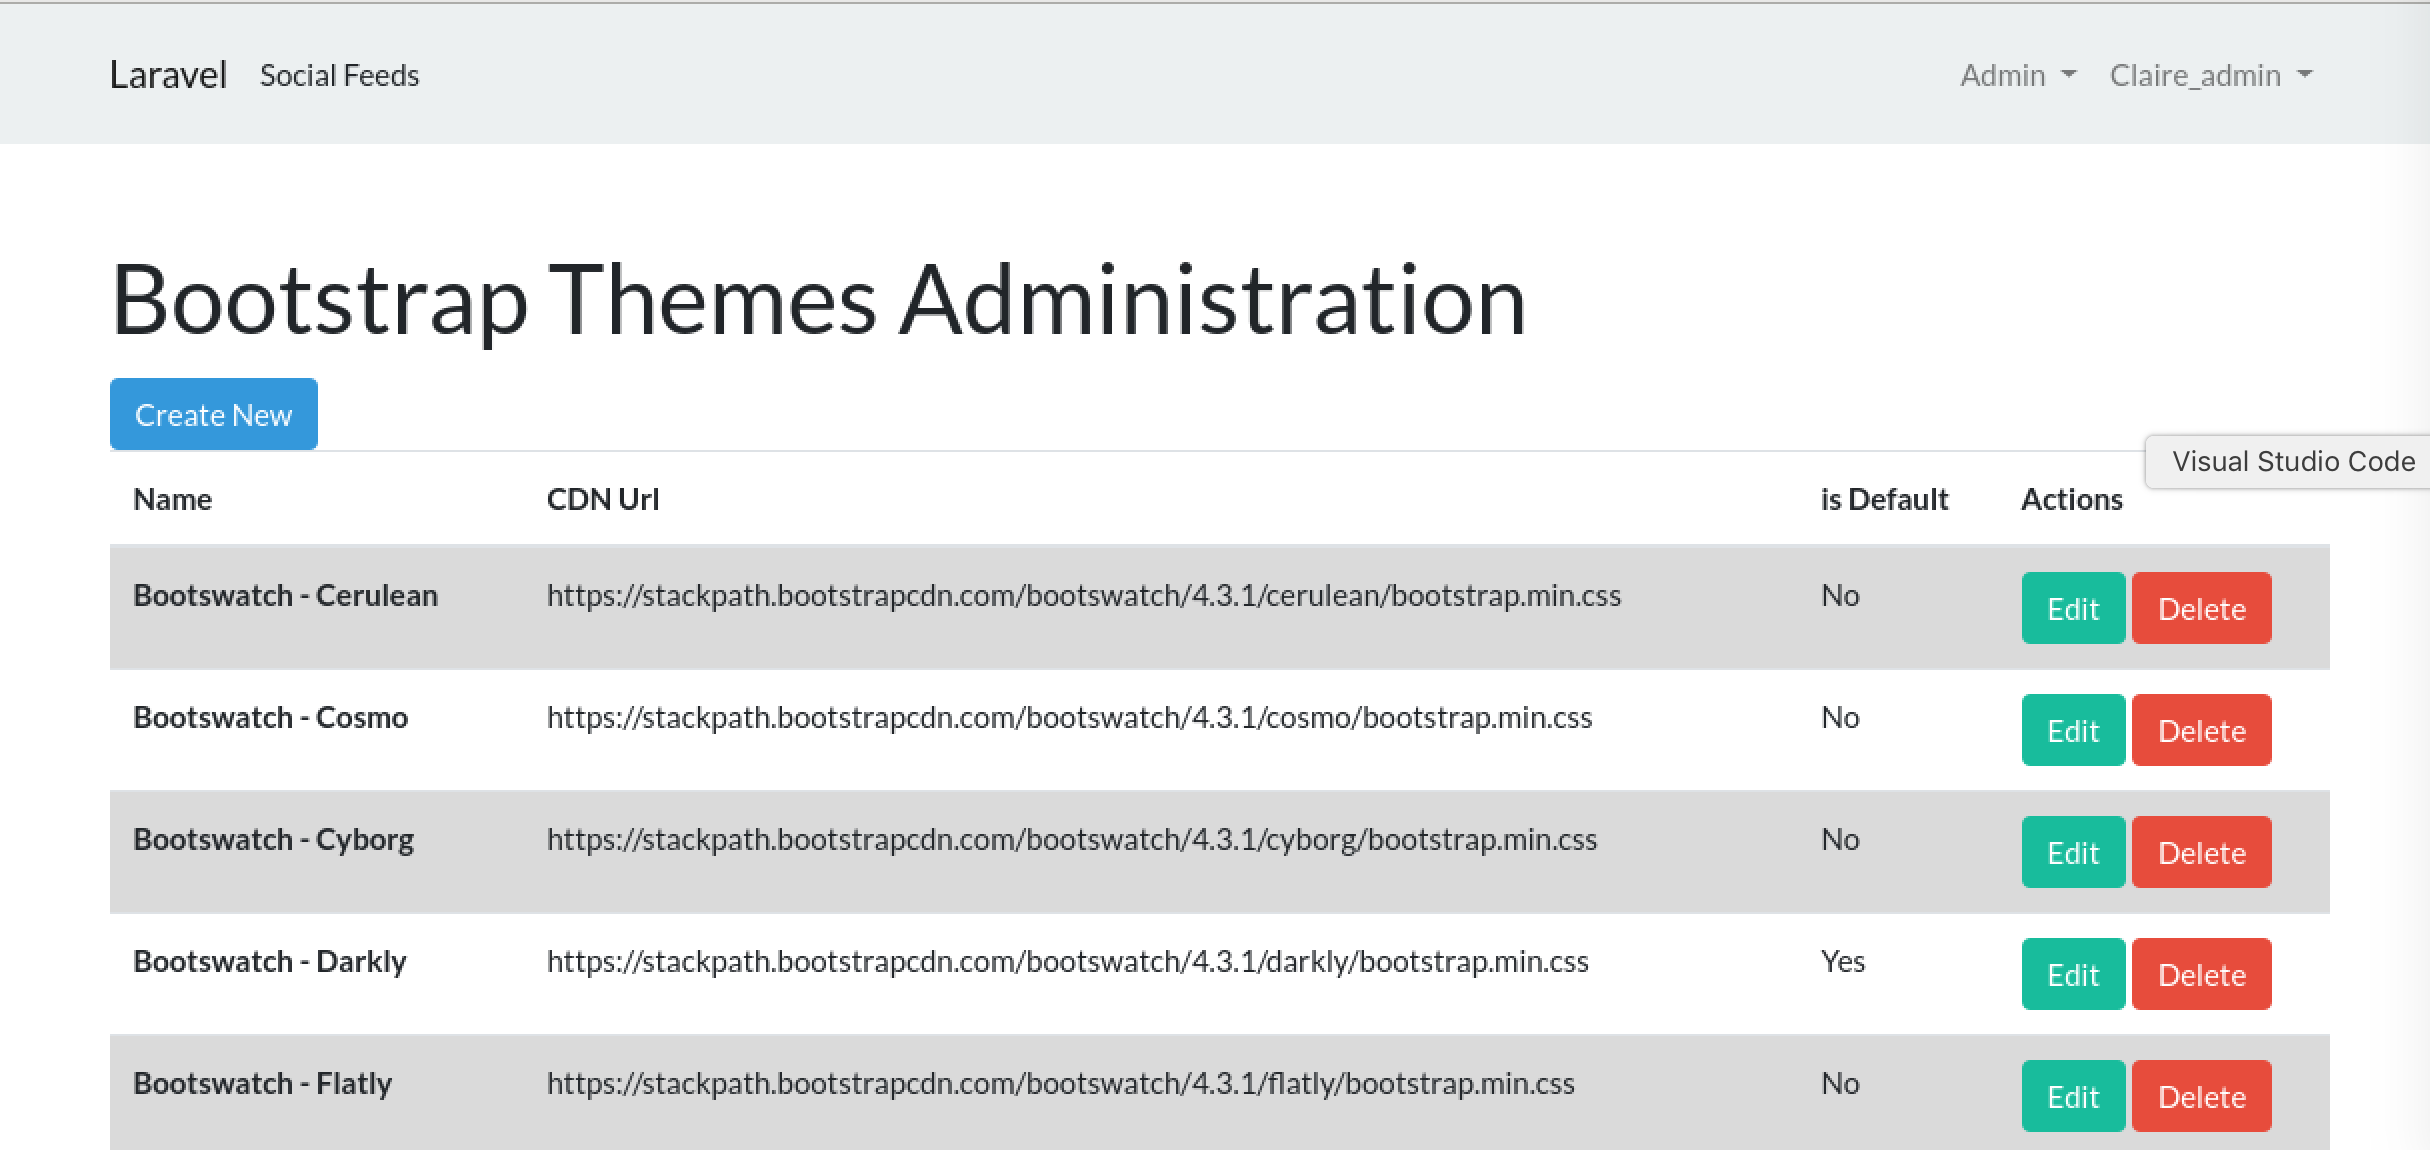 Laravel Social Feeds Admin Claire_admin
Bootstrap Themes Administration
Create New
Visual Studio Code
Name CDN Url is Default Actions
Bootswatch - Cerulean https://stackpath.bootstrapcdn.com/bootswatch/4.3.1/cerulean/bootstrap.min.css No Edit Delete
Bootswatch - Cosmo https://stackpath.bootstrapcdn.com/bootswatch/4.3.1/cosmo/bootstrap.min.css No Edit Delete
Bootswatch - Cyborg https://stackpath.bootstrapcdn.com/bootswatch/4.3.1/cyborg/bootstrap.min.css No Edit Delete
Bootswatch - Darkly https://stackpath.bootstrapcdn.com/bootswatch/4.3.1/darkly/bootstrap.min.css Yes Edit Delete
Bootswatch - Flatly https://stackpath.bootstrapcdn.com/bootswatch/4.3.1/flatly/bootstrap.min.css No Edit Delete